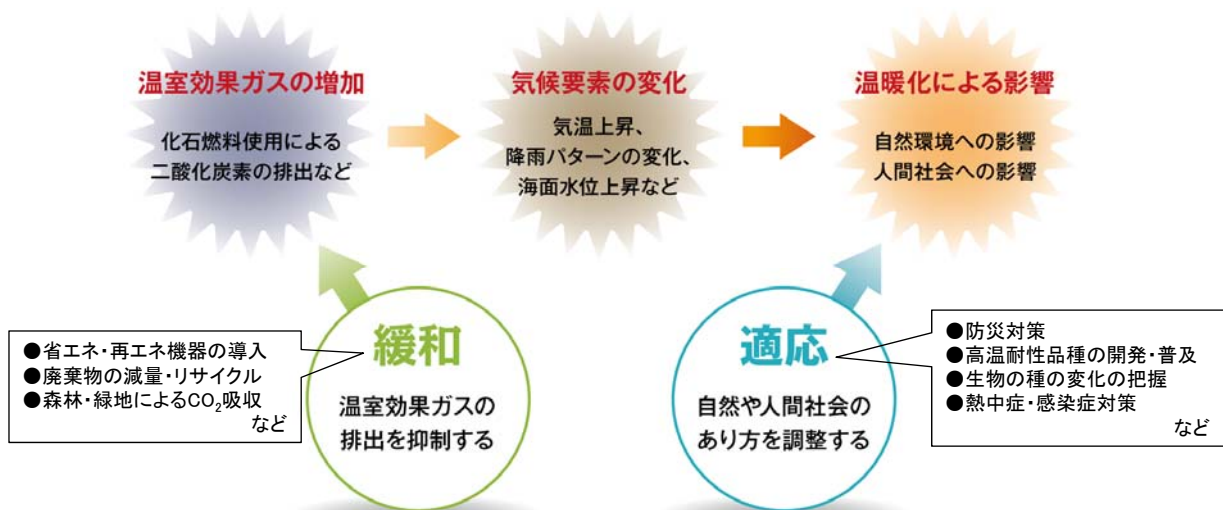 温室効果ガスの増加
化石燃料使用による
二酸化炭素の排出など
気候要素の変化
気温上昇、
降雨パターンの変化、
海面水位上昇など
温暖化による影響
自然環境への影響
人間社会への影響
緩和
温室効果ガスの
排出を抑制する
●省エネ・再エネ機器の導入
●廃棄物の減量・リサイクル
●森林・緑地によるCO₂吸収
など
適応
自然や人間社会の
あり方を調整する
●防災対策
●高温耐性品種の開発・普及
●生物の種の変化の把握
●熱中症・感染症対策
など